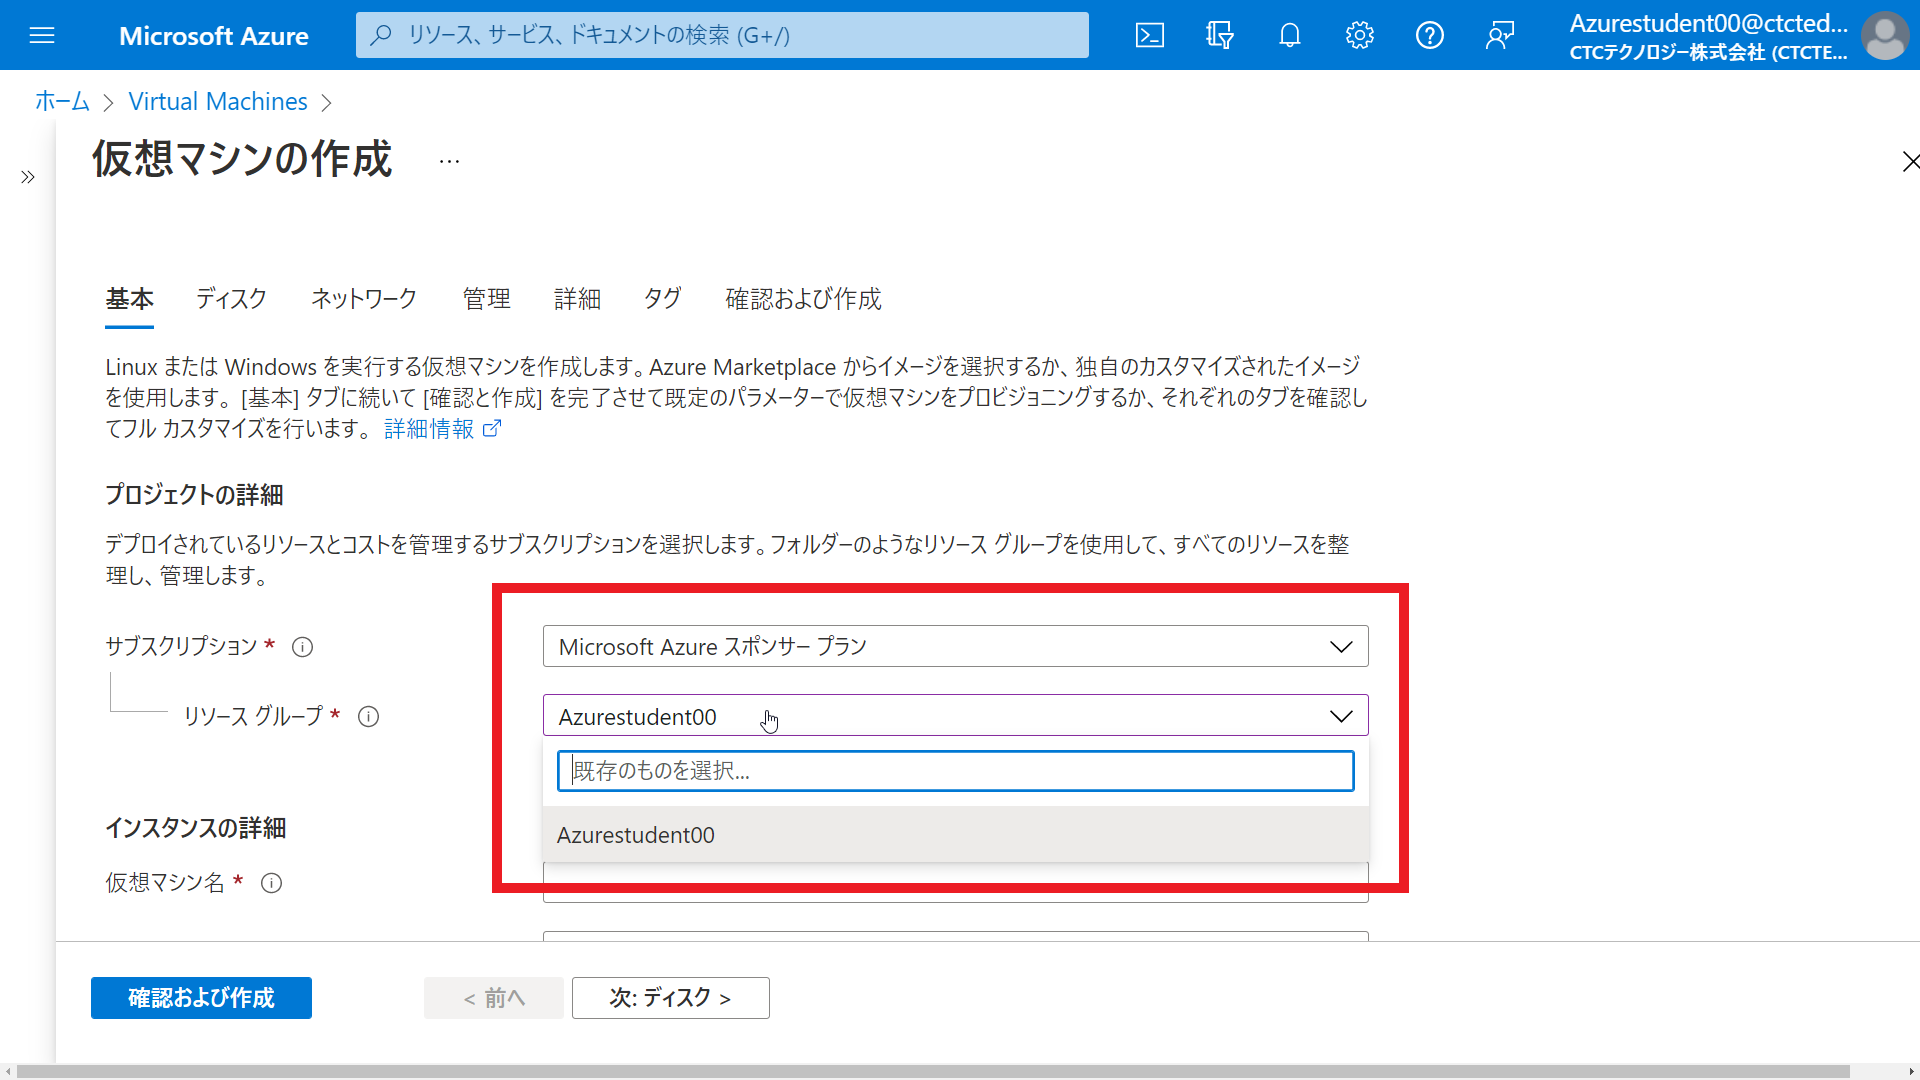 Microsoft Azure
リソース、サービス、ドキュメントの検索 (G+/)
Azurestudent00@ctcted...
CTCテクノロジー株式会社 (CTCTE...
ホーム > Virtual Machines >
仮想マシンの作成 ...
基本 ディスク ネットワーク 管理 詳細 タグ 確認および作成
Linux または Windows を実行する仮想マシンを作成します。Azure Marketplace からイメージを選択するか、独自のカスタマイズされたイメージ
を使用します。[基本] タブに続いて [確認と作成] を完了させて既定のパラメーターで仮想マシンをプロビジョニングするか、それぞれのタブを確認し
てフル カスタマイズを行います。 詳細情報
プロジェクトの詳細
デプロイされているリソースとコストを管理するサブスクリプションを選択します。フォルダーのようなリソース グループを使用して、すべてのリソースを整
理し、管理します。
サブスクリプション *
Microsoft Azure スポンサー プラン
リソース グループ *
Azurestudent00
既存のものを選択...
Azurestudent00
インスタンスの詳細
仮想マシン名 *
確認および作成
< 前へ
次: ディスク >